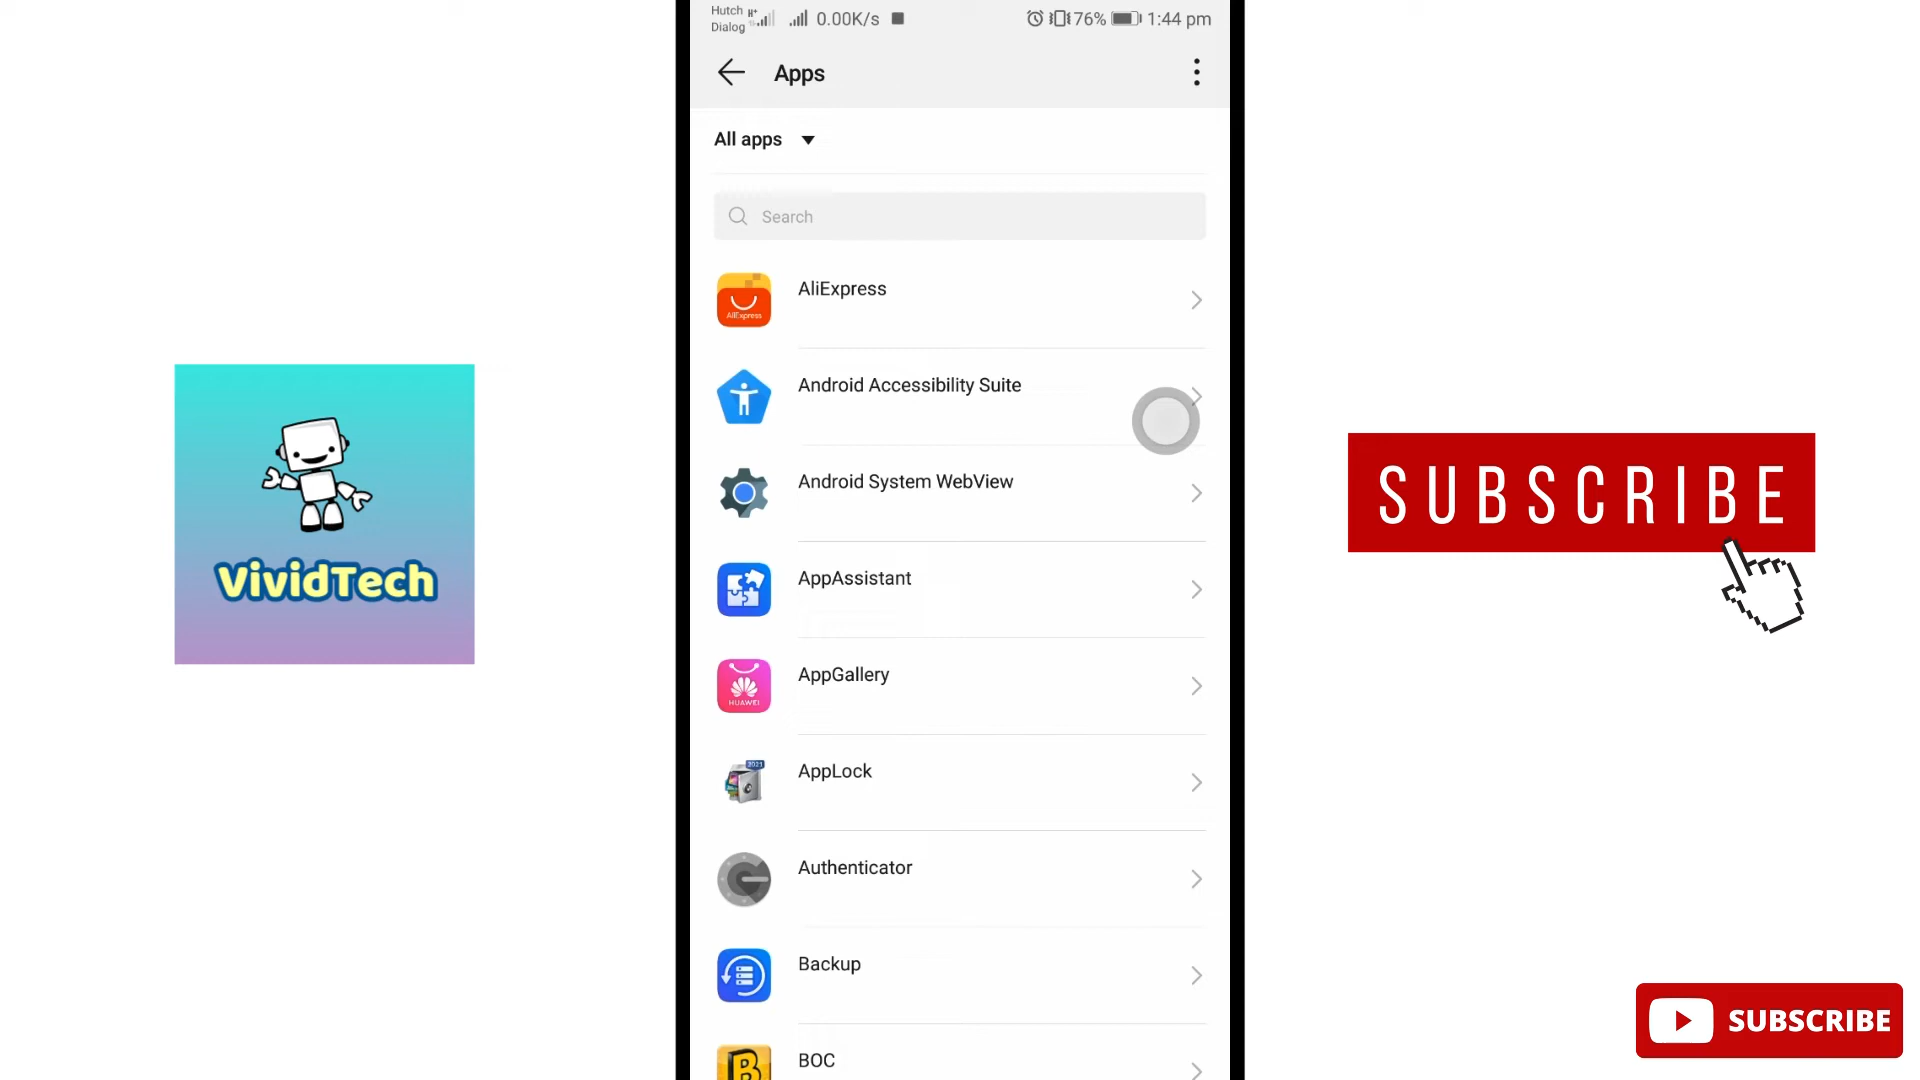 Hutch
Dialog
H+
0.00K/s
76%
1:44 pm
Apps
All apps
Search
AliExpress
AliExpress
Android Accessibility Suite
Android System WebView
AppAssistant
HUAWEI
AppGallery
2021
AppLock
Authenticator
Backup
B
BOC
VividTech
SUBSCRIBE
SUBSCRIBE